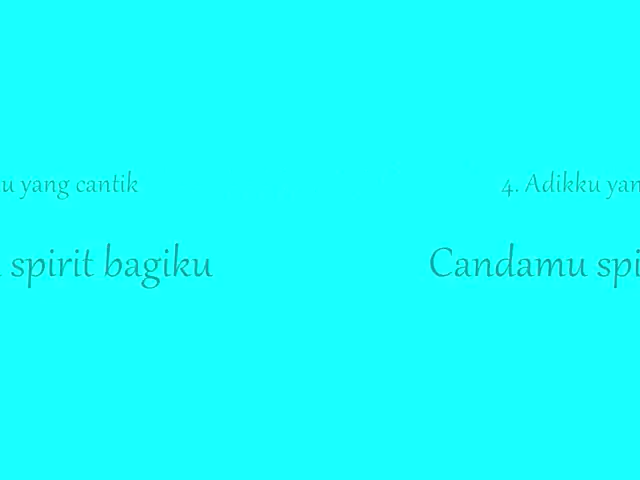 u yang cantik
4. Adikku yan
spirit bagiku
Candamu spi